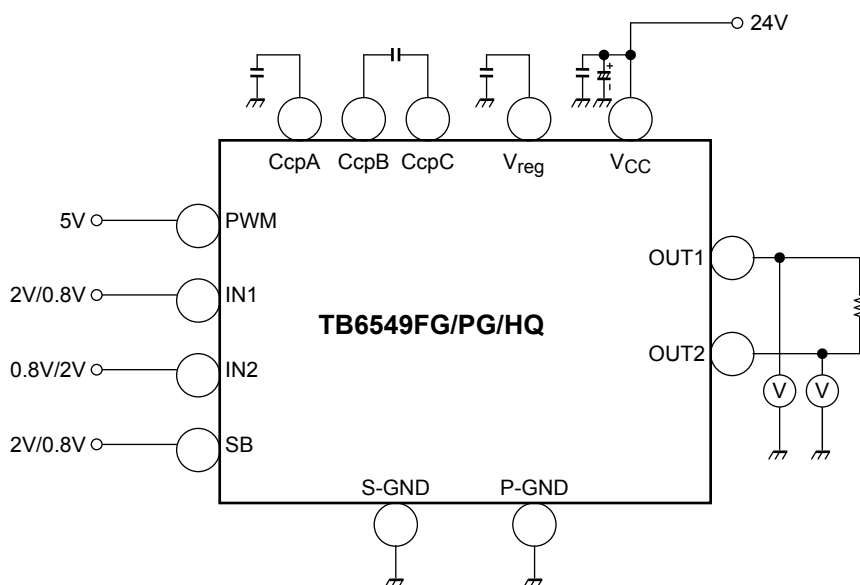 24V
+
-
CcpA CcpB CcpC Vreg VCC
5V PWM
OUT1
2V/0.8V IN1
TB6549FG/PG/HQ
0.8V/2V IN2
OUT2
V V
2V/0.8V SB
S-GND P-GND